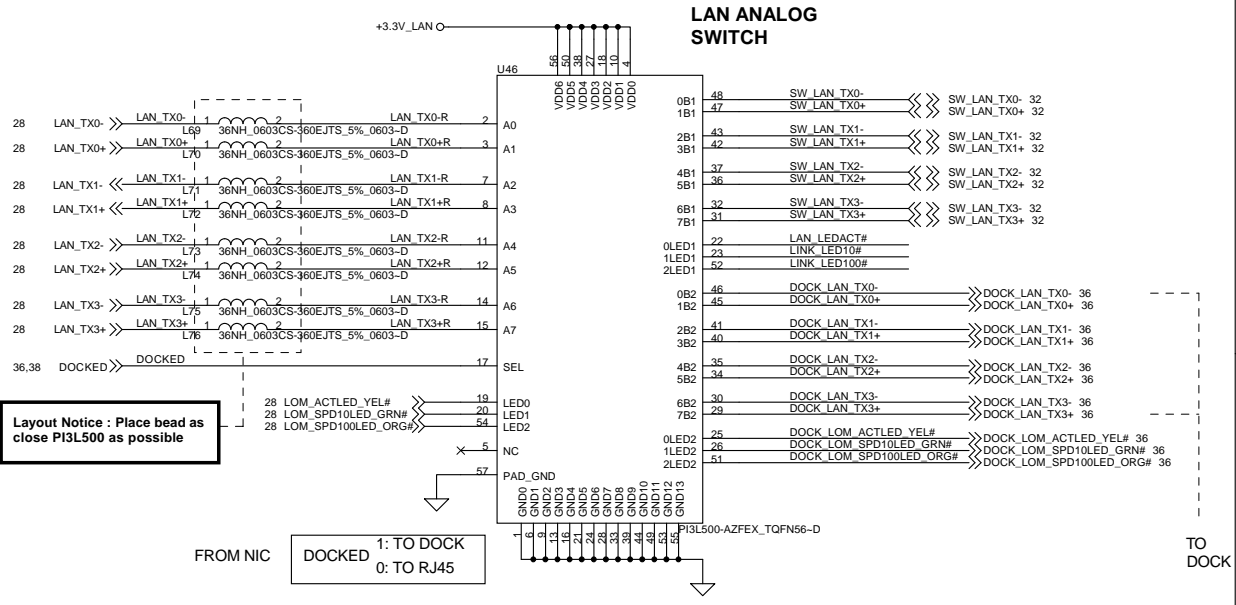 LAN ANALOG
SWITCH
+3.3V_LAN
U46
56 50 38 27 18 10 4
VDD6 VDD5 VDD4 VDD3 VDD2 VDD1 VDD0
28 LAN_TX0- LAN_TX0- L69 1 2 36NH_0603CS-360EJTS_5%_0603~D LAN_TX0-R 2 A0
28 LAN_TX0+ LAN_TX0+ L70 1 2 36NH_0603CS-360EJTS_5%_0603~D LAN_TX0+R 3 A1
28 LAN_TX1- LAN_TX1- L71 1 2 36NH_0603CS-360EJTS_5%_0603~D LAN_TX1-R 7 A2
28 LAN_TX1+ LAN_TX1+ L72 1 2 36NH_0603CS-360EJTS_5%_0603~D LAN_TX1+R 8 A3
28 LAN_TX2- LAN_TX2- L73 1 2 36NH_0603CS-360EJTS_5%_0603~D LAN_TX2-R 11 A4
28 LAN_TX2+ LAN_TX2+ L74 1 2 36NH_0603CS-360EJTS_5%_0603~D LAN_TX2+R 12 A5
28 LAN_TX3- LAN_TX3- L75 1 2 36NH_0603CS-360EJTS_5%_0603~D LAN_TX3-R 14 A6
28 LAN_TX3+ LAN_TX3+ L76 1 2 36NH_0603CS-360EJTS_5%_0603~D LAN_TX3+R 15 A7
36,38 DOCKED DOCKED 17 SEL
28 LOM_ACTLED_YEL# 19 LED0
28 LOM_SPD10LED_GRN# 20 LED1
28 LOM_SPD100LED_ORG# 54 LED2
5 NC
57 PAD_GND
Layout Notice : Place bead as
close PI3L500 as possible
0B1 48 SW_LAN_TX0- SW_LAN_TX0- 32
1B1 47 SW_LAN_TX0+ SW_LAN_TX0+ 32
2B1 43 SW_LAN_TX1- SW_LAN_TX1- 32
3B1 42 SW_LAN_TX1+ SW_LAN_TX1+ 32
4B1 37 SW_LAN_TX2- SW_LAN_TX2- 32
5B1 36 SW_LAN_TX2+ SW_LAN_TX2+ 32
6B1 32 SW_LAN_TX3- SW_LAN_TX3- 32
7B1 31 SW_LAN_TX3+ SW_LAN_TX3+ 32
0LED1 22 LAN_LEDACT#
1LED1 23 LINK_LED10#
2LED1 52 LINK_LED100#
0B2 46 DOCK_LAN_TX0- DOCK_LAN_TX0- 36
1B2 45 DOCK_LAN_TX0+ DOCK_LAN_TX0+ 36
2B2 41 DOCK_LAN_TX1- DOCK_LAN_TX1- 36
3B2 40 DOCK_LAN_TX1+ DOCK_LAN_TX1+ 36
4B2 35 DOCK_LAN_TX2- DOCK_LAN_TX2- 36
5B2 34 DOCK_LAN_TX2+ DOCK_LAN_TX2+ 36
6B2 30 DOCK_LAN_TX3- DOCK_LAN_TX3- 36
7B2 29 DOCK_LAN_TX3+ DOCK_LAN_TX3+ 36
0LED2 25 DOCK_LOM_ACTLED_YEL# DOCK_LOM_ACTLED_YEL# 36
1LED2 26 DOCK_LOM_SPD10LED_GRN# DOCK_LOM_SPD10LED_GRN# 36
2LED2 51 DOCK_LOM_SPD100LED_ORG# DOCK_LOM_SPD100LED_ORG# 36
GND0 GND1 GND2 GND3 GND4 GND5 GND6 GND7 GND8 GND9 GND10 GND11 GND12 GND13
1 6 9 13 16 21 24 28 33 39 44 49 53 55
PI3L500-AZFEX_TQFN56~D
FROM NIC
DOCKED
1: TO DOCK
0: TO RJ45
TO
DOCK